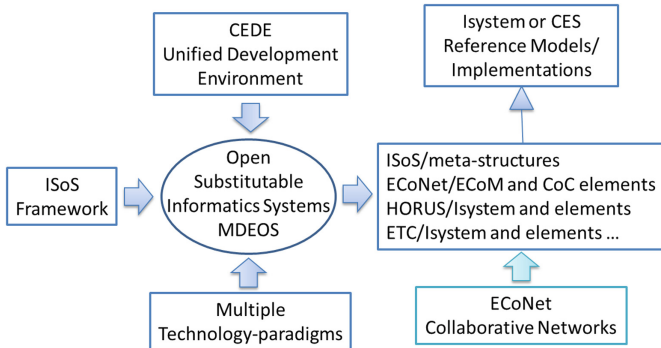 CEDE
Unified Development
Environment
Isystem or CES
Reference Models/
Implementations
ISoS
Framework
Open
Substitutable
Informatics Systems
MDEOS
ISoS/meta-structures
ECoNet/ECoM and CoC elements
HORUS/Isystem and elements
ETC/Isystem and elements ...
Multiple
Technology-paradigms
ECoNet
Collaborative Networks